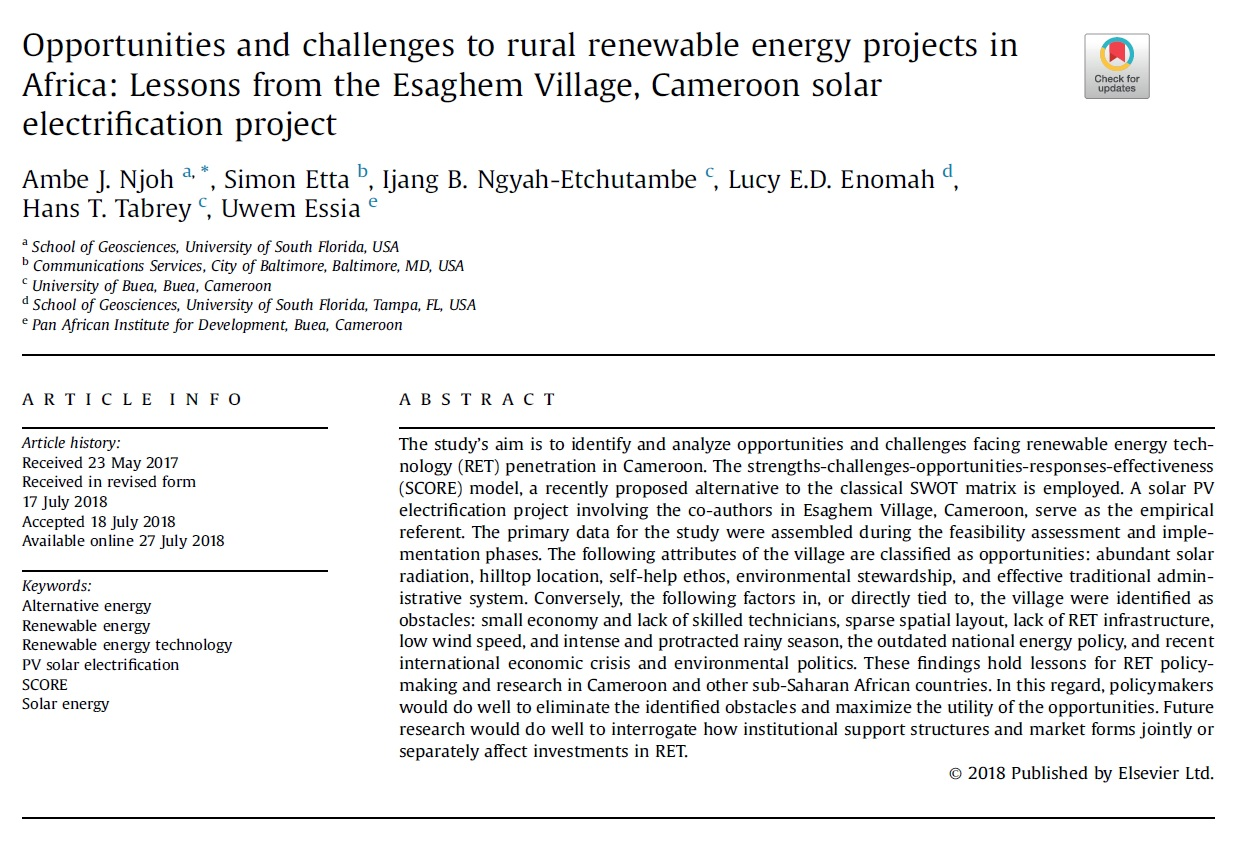 Opportunities and challenges to rural renewable energy projects in
Africa: Lessons from the Esaghem Village, Cameroon solar
electrification project
Check for
updates
Ambe J. Njoh a, *, Simon Etta b, Ijang B. Ngyah-Etchutambe c, Lucy E.D. Enomah d,
Hans T. Tabrey c, Uwem Essia e
a School of Geosciences, University of South Florida, USA
b Communications Services, City of Baltimore, Baltimore, MD, USA
c University of Buea, Buea, Cameroon
d School of Geosciences, University of South Florida, Tampa, FL, USA
e Pan African Institute for Development, Buea, Cameroon
ARTICLE INFO
Article history:
Received 23 May 2017
Received in revised form
17 July 2018
Accepted 18 July 2018
Available online 27 July 2018
Keywords:
Alternative energy
Renewable energy
Renewable energy technology
PV solar electrification
SCORE
Solar energy
ABSTRACT
The study's aim is to identify and analyze opportunities and challenges facing renewable energy tech-
nology (RET) penetration in Cameroon. The strengths-challenges-opportunities-responses-effectiveness
(SCORE) model, a recently proposed alternative to the classical SWOT matrix is employed. A solar PV
electrification project involving the co-authors in Esaghem Village, Cameroon, serve as the empirical
referent. The primary data for the study were assembled during the feasibility assessment and imple-
mentation phases. The following attributes of the village are classified as opportunities: abundant solar
radiation, hilltop location, self-help ethos, environmental stewardship, and effective traditional admin-
istrative system. Conversely, the following factors in, or directly tied to, the village were identified as
obstacles: small economy and lack of skilled technicians, sparse spatial layout, lack of RET infrastructure,
low wind speed, and intense and protracted rainy season, the outdated national energy policy, and recent
international economic crisis and environmental politics. These findings hold lessons for RET policy-
making and research in Cameroon and other sub-Saharan African countries. In this regard, policymakers
would do well to eliminate the identified obstacles and maximize the utility of the opportunities. Future
research would do well to interrogate how institutional support structures and market forms jointly or
separately affect investments in RET.
© 2018 Published by Elsevier Ltd.